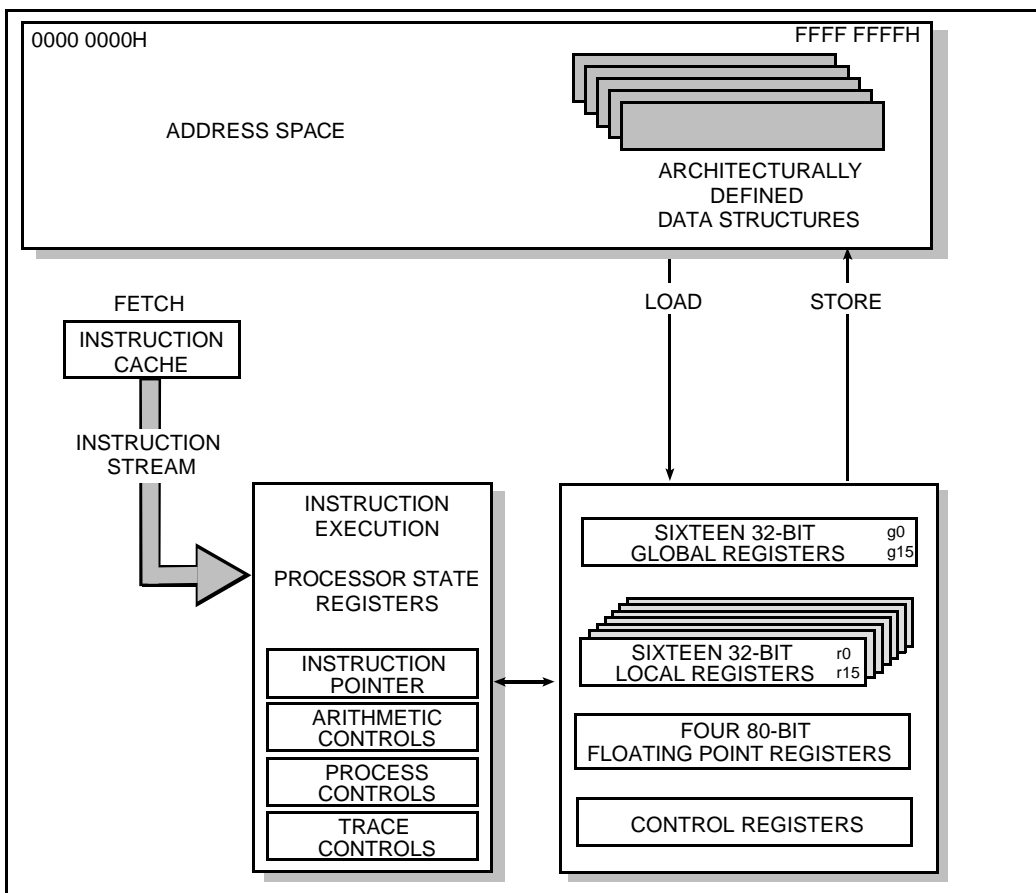 0000 0000H
FFFF FFFFH
ADDRESS SPACE
ARCHITECTURALLY
DEFINED
DATA STRUCTURES
FETCH
INSTRUCTION
CACHE
LOAD
STORE
INSTRUCTION
STREAM
INSTRUCTION
EXECUTION
PROCESSOR STATE
REGISTERS
INSTRUCTION
POINTER
ARITHMETIC
CONTROLS
PROCESS
CONTROLS
TRACE
CONTROLS
SIXTEEN 32-BIT g0
GLOBAL REGISTERS g15
SIXTEEN 32-BIT r0
LOCAL REGISTERS r15
FOUR 80-BIT
FLOATING POINT REGISTERS
CONTROL REGISTERS